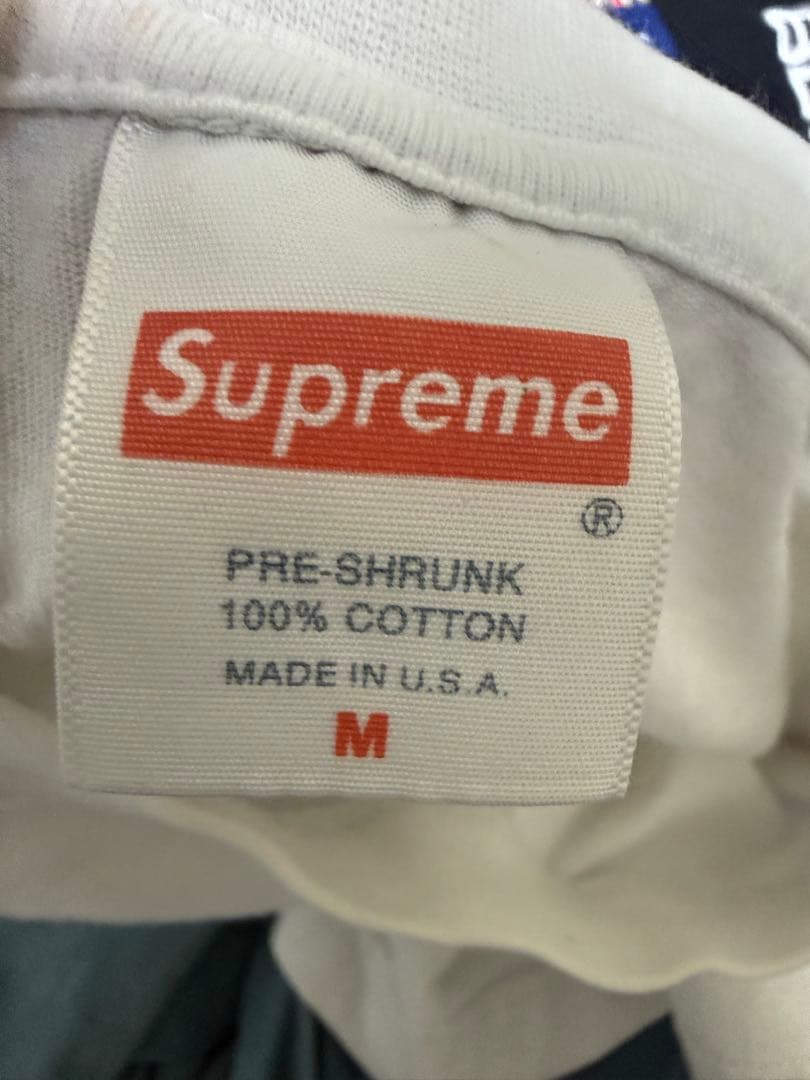 Supreme
®
PRE-SHRUNK
100% COTTON
MADE IN U.S.A.
M